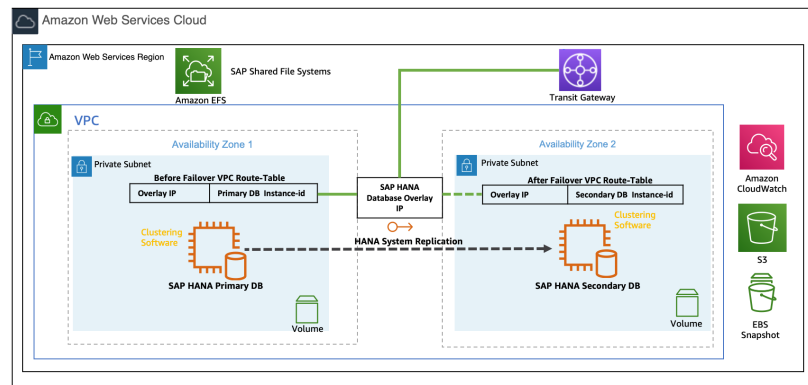 Amazon Web Services Cloud
Amazon Web Services Region
SAP Shared File Systems
Amazon EFS
Transit Gateway
VPC
Availability Zone 1
Availability Zone 2
Private Subnet
Private Subnet
Before Failover VPC Route-Table
Overlay IP
Primary DB Instance-id
SAP HANA
Database Overlay
IP
After Failover VPC Route-Table
Overlay IP
Secondary DB Instance-id
Clustering
Software
HANA System Replication
Clustering
Software
SAP HANA Primary DB
SAP HANA Secondary DB
Volume
Volume
Amazon
CloudWatch
S3
EBS
Snapshot